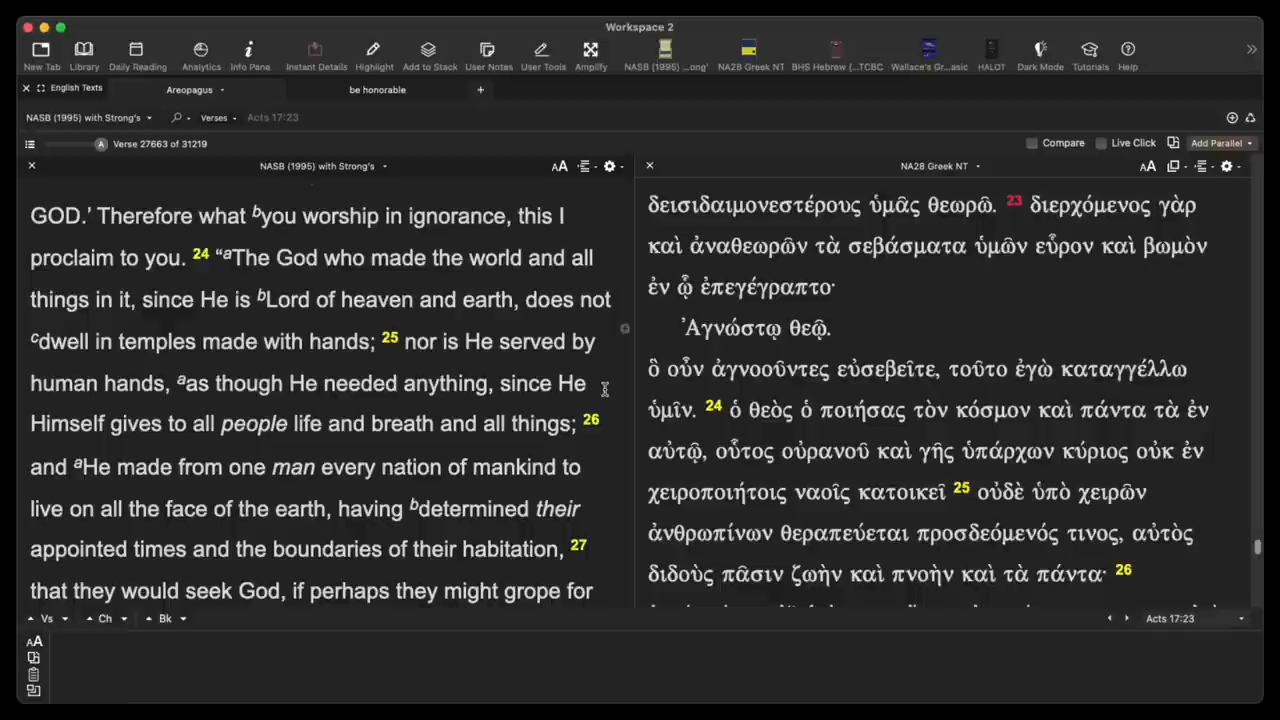 Workspace 2
New Tab Library Daily Reading Analytics Info Pane Instant Details Highlight Add to Stack User Notes User Tools Amplify NASB (1995) ...ong' NA28 Greek NT BHS Hebrew (...TCBC Wallace's Gr...asic HALOT Dark Mode Tutorials Help
English Texts Areopagus be honorable
NASB (1995) with Strong's Verses Acts 17:23
Verse 27663 of 31219 Compare Live Click Add Parallel
NASB (1995) with Strong's
GOD.’ Therefore what byou worship in ignorance, this I
proclaim to you. 24 “aThe God who made the world and all
things in it, since He is bLord of heaven and earth, does not
cdwell in temples made with hands; 25 nor is He served by
human hands, aas though He needed anything, since He
Himself gives to all people life and breath and all things; 26
and aHe made from one man every nation of mankind to
live on all the face of the earth, having bdetermined their
appointed times and the boundaries of their habitation, 27
that they would seek God, if perhaps they might grope for
NA28 Greek NT
δεισιδαιμονεστέρους ὑμᾶς θεωρῶ. 23 διερχόμενος γὰρ
καὶ ἀναθεωρῶν τὰ σεβάσματα ὑμῶν εὗρον καὶ βωμὸν
ἐν ᾧ ἐπεγέγραπτο·
Ἀγνώστῳ θεῷ.
ὃ οὖν ἀγνοοῦντες εὐσεβεῖτε, τοῦτο ἐγὼ καταγγέλλω
ὑμῖν. 24 ὁ θεὸς ὁ ποιήσας τὸν κόσμον καὶ πάντα τὰ ἐν
αὐτῷ, οὗτος οὐρανοῦ καὶ γῆς ὑπάρχων κύριος οὐκ ἐν
χειροποιήτοις ναοῖς κατοικεῖ 25 οὐδὲ ὑπὸ χειρῶν
ἀνθρωπίνων θεραπεύεται προσδεόμενός τινος, αὐτὸς
διδοὺς πᾶσιν ζωὴν καὶ πνοὴν καὶ τὰ πάντα· 26
Vs Ch Bk Acts 17:23